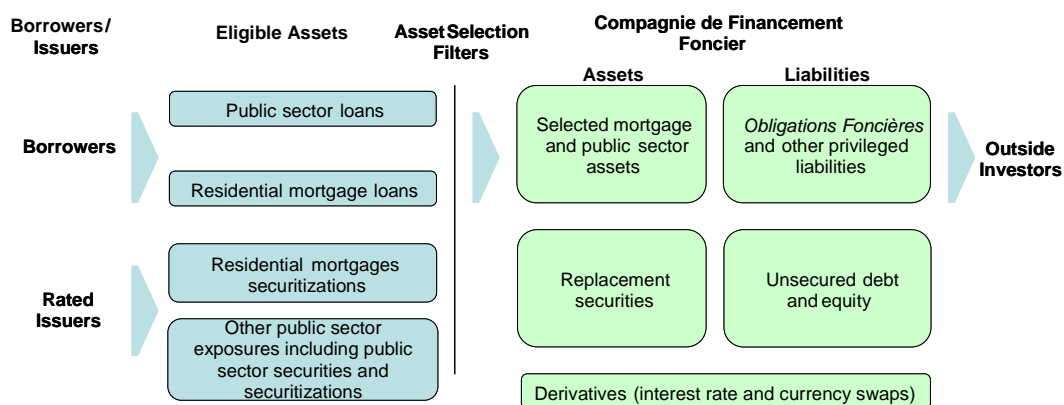 Borrowers/
Issuers
Eligible Assets
Asset Selection
Filters
Compagnie de Financement
Foncier
Assets
Liabilities
Borrowers
Public sector loans
Residential mortgage loans
Selected mortgage
and public sector
assets
Obligations Foncières
and other privileged
liabilities
Outside
Investors
Rated
Issuers
Residential mortgages
securitizations
Other public sector
exposures including public
sector securities and
securitizations
Replacement
securities
Unsecured debt
and equity
Derivatives (interest rate and currency swaps)